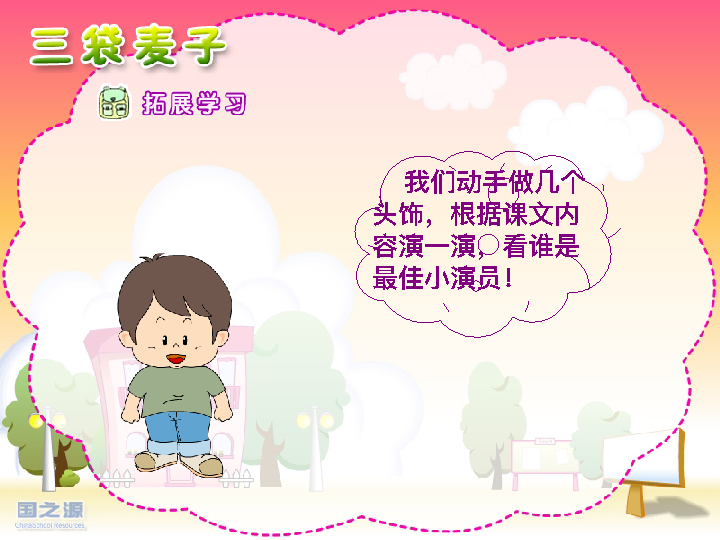 三袋麦子
拓展学习
我们动手做几个
头饰，根据课文内
容演一演，看谁是
最佳小演员！
国之源
China School Resources